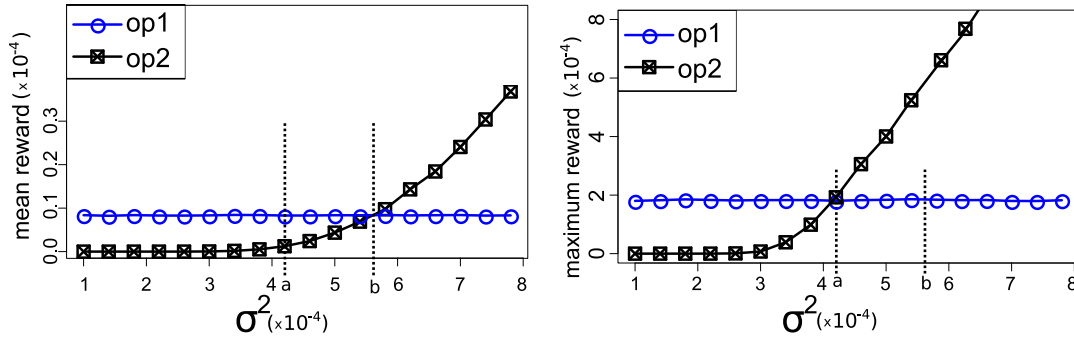 op1
op2
mean reward (×10⁻⁴)
0.0 0.1 0.2 0.3
1 2 3 4 a 5 b 6 7 8
σ² (×10⁻⁴)
op1
op2
maximum reward (×10⁻⁴)
0 2 4 6 8
1 2 3 4 a 5 b 6 7 8
σ² (×10⁻⁴)